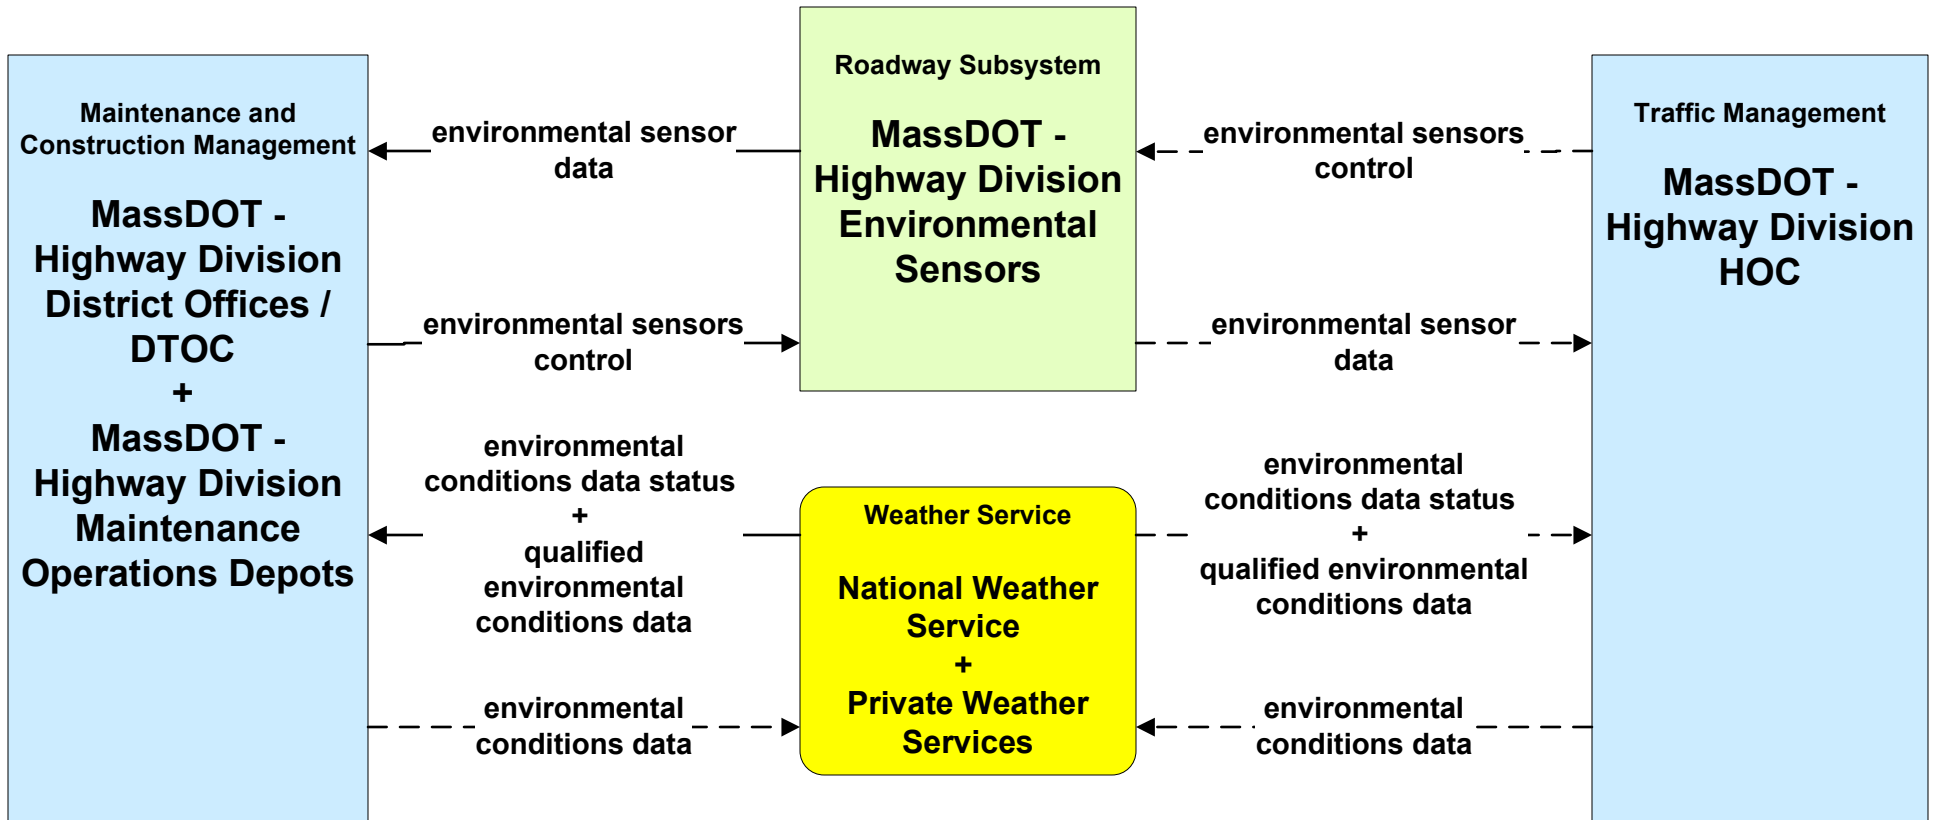 Maintenance and
Construction Management
MassDOT -
Highway Division
District Offices /
DTOC
+
MassDOT -
Highway Division
Maintenance
Operations Depots
environmental sensor
data
environmental sensors
control
environmental
conditions data status
+
qualified
environmental
conditions data
environmental
conditions data
Roadway Subsystem
MassDOT -
Highway Division
Environmental
Sensors
Weather Service
National Weather
Service
+
Private Weather
Services
environmental sensors
control
environmental sensor
data
environmental
conditions data status
+
qualified environmental
conditions data
environmental
conditions data
Traffic Management
MassDOT -
Highway Division
HOC